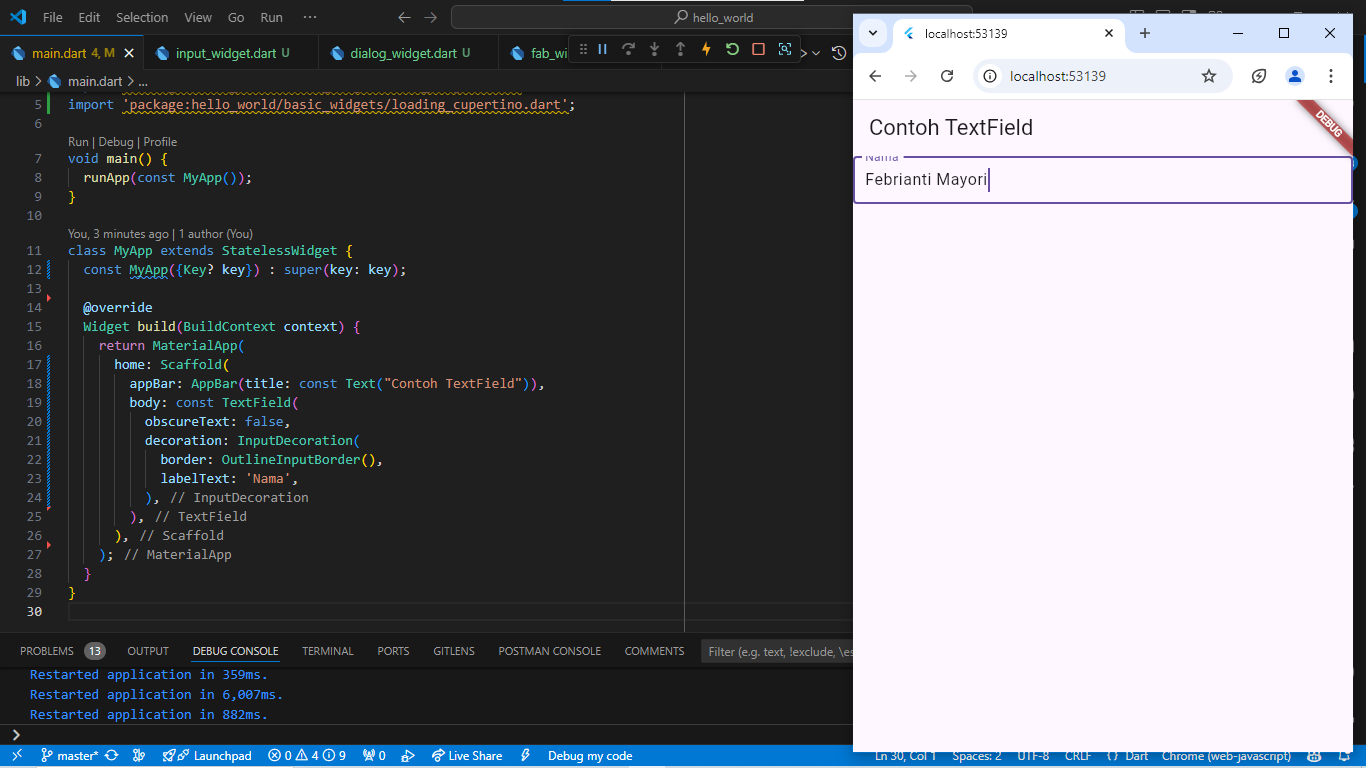 File Edit Selection View Go Run ··· hello_world
main.dart 4, M input_widget.dart U dialog_widget.dart U fab_wi
lib > main.dart > ...
5 import 'package:hello_world/basic_widgets/loading_cupertino.dart';
6
Run | Debug | Profile
7 void main() {
8 runApp(const MyApp());
9 }
10
You, 3 minutes ago | 1 author (You)
11 class MyApp extends StatelessWidget {
12 const MyApp({Key? key}) : super(key: key);
13
14 @override
15 Widget build(BuildContext context) {
16 return MaterialApp(
17 home: Scaffold(
18 appBar: AppBar(title: const Text("Contoh TextField")),
19 body: const TextField(
20 obscureText: false,
21 decoration: InputDecoration(
22 border: OutlineInputBorder(),
23 labelText: 'Nama',
24 ), // InputDecoration
25 ), // TextField
26 ), // Scaffold
27 ); // MaterialApp
28 }
29 }
30
PROBLEMS 13 OUTPUT DEBUG CONSOLE TERMINAL PORTS GITLENS POSTMAN CONSOLE COMMENTS Filter (e.g. text, !exclude, \es
Restarted application in 359ms.
Restarted application in 6,007ms.
Restarted application in 882ms.
master* Launchpad 0 4 9 0 Live Share Debug my code Ln 30, Col 1 Spaces: 2 UTF-8 CRLF {} Dart Chrome (web-javascript)
localhost:53139
localhost:53139
Contoh TextField
DEBUG
Nama
Febrianti Mayori